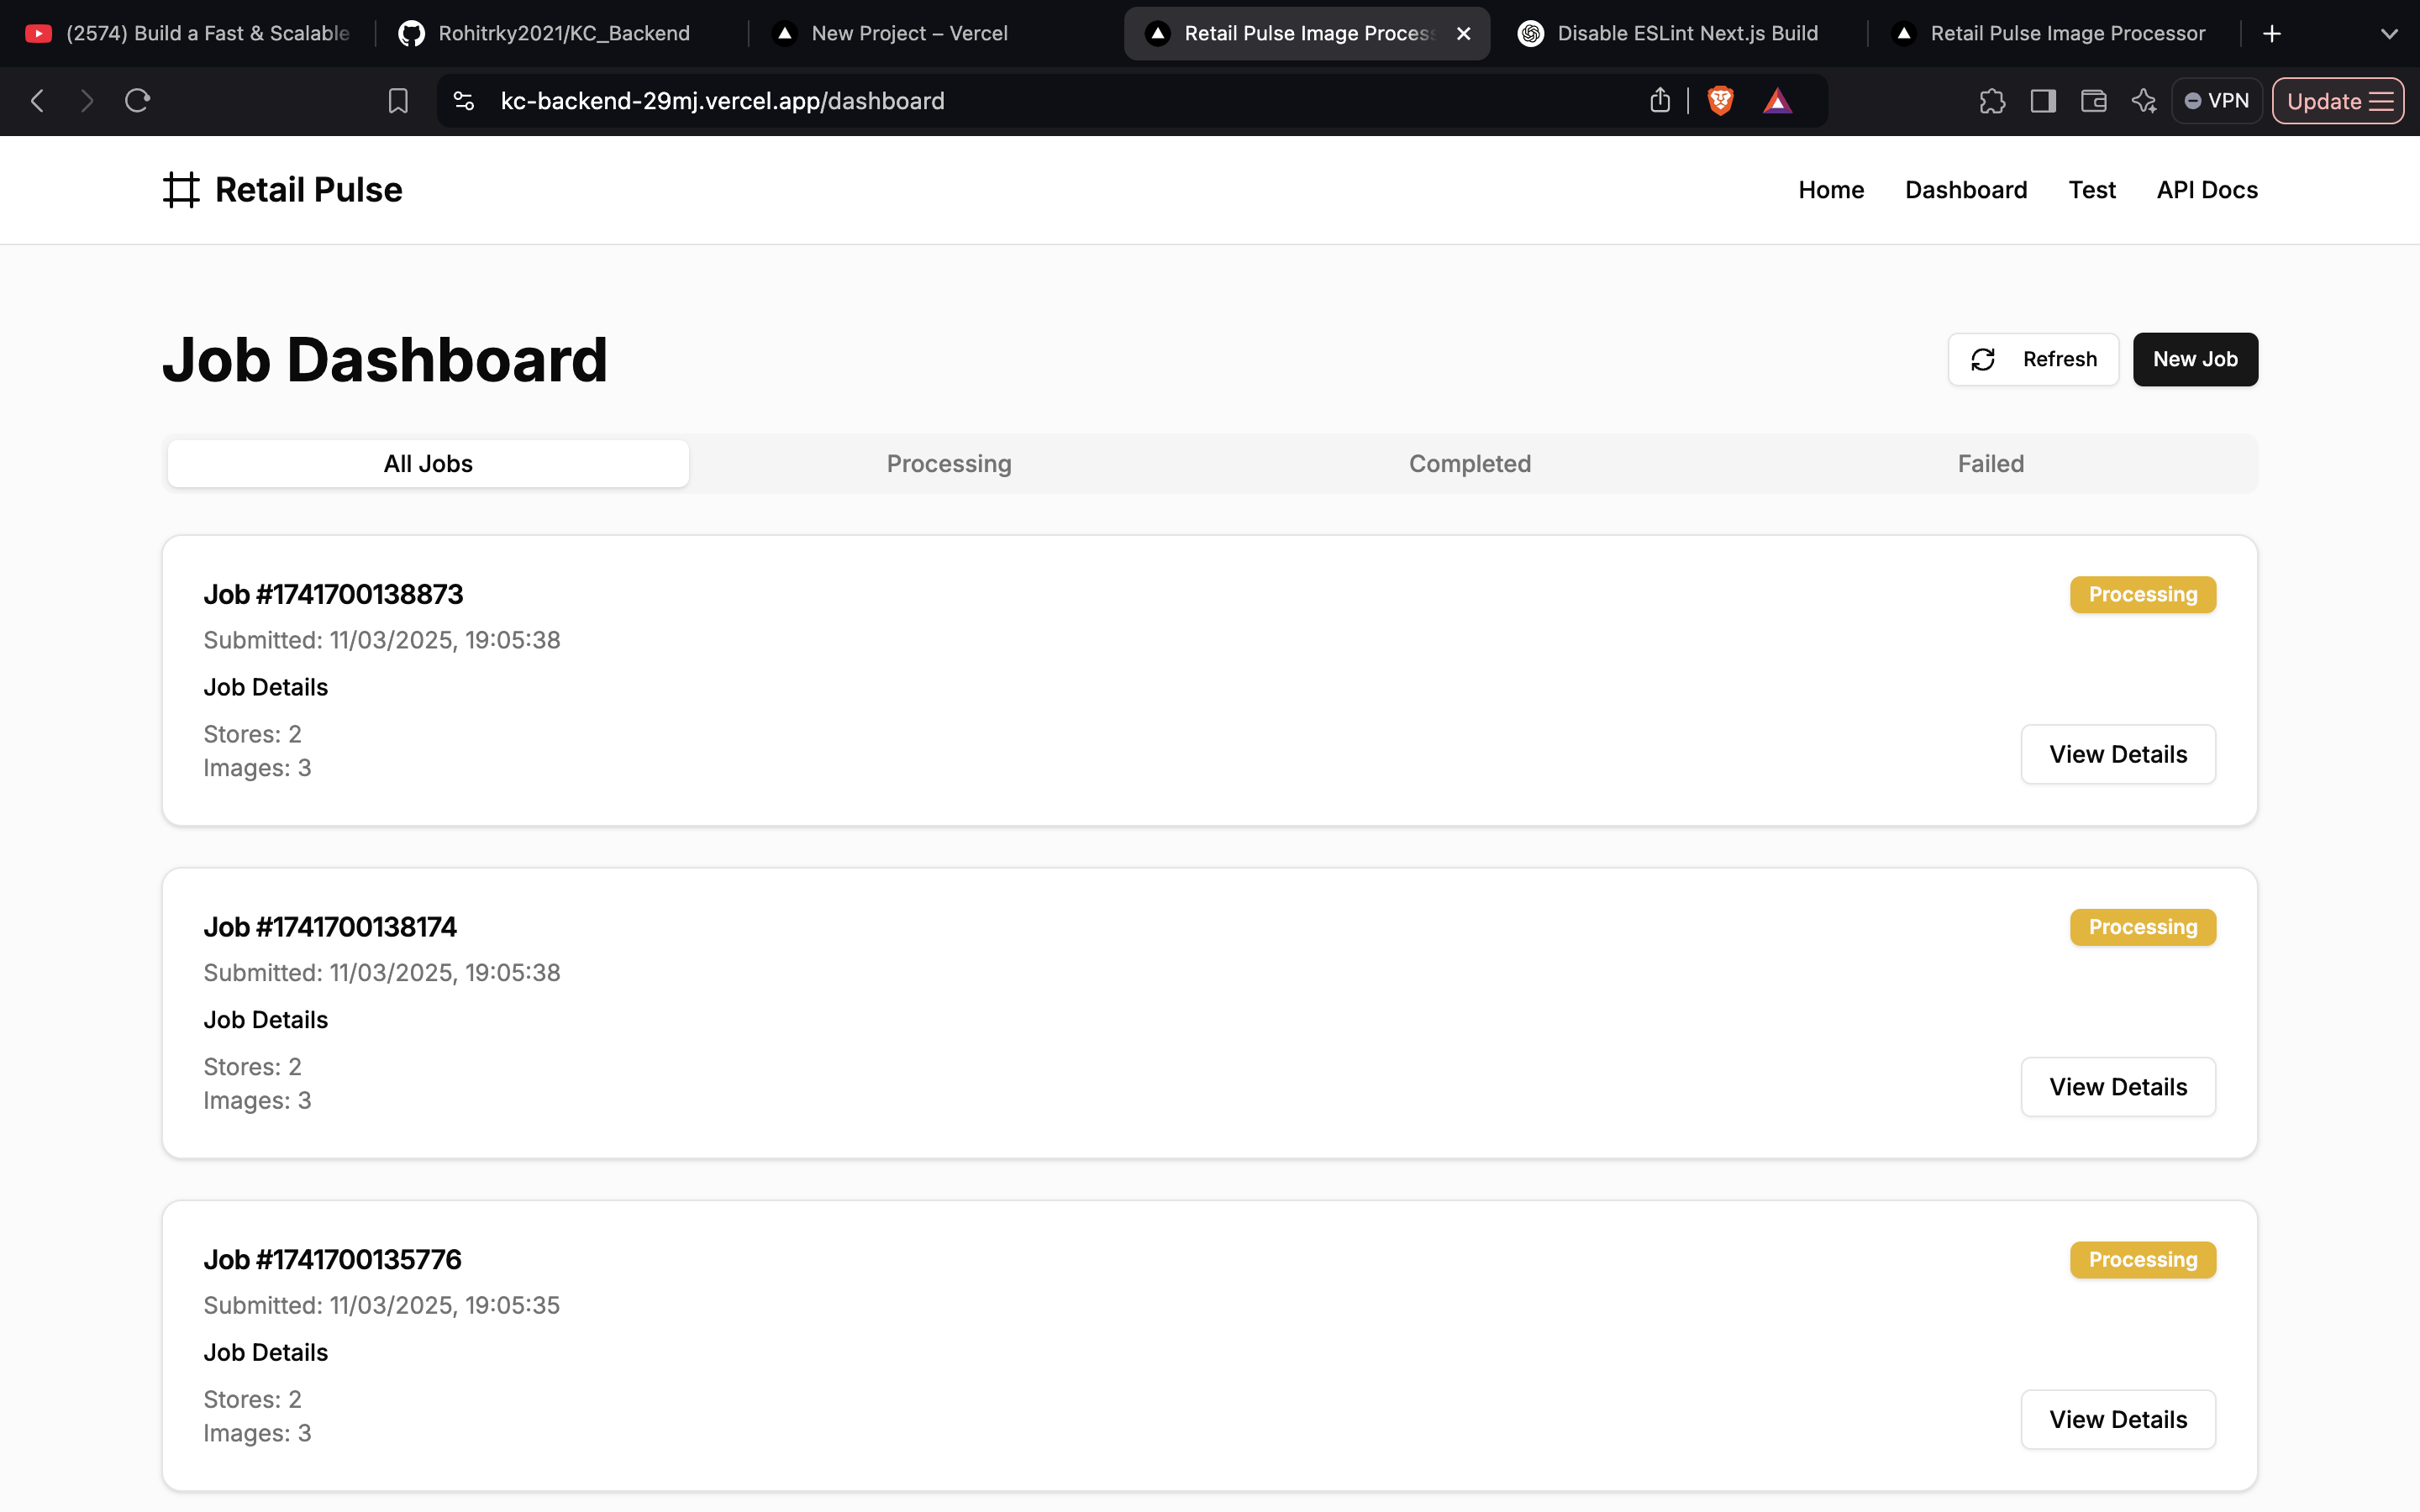 (2574) Build a Fast & Scalable
Rohitrky2021/KC_Backend
New Project – Vercel
Retail Pulse Image Process
Disable ESLint Next.js Build
Retail Pulse Image Processor
kc-backend-29mj.vercel.app/dashboard
VPN
Update
Retail Pulse
Home
Dashboard
Test
API Docs
Job Dashboard
Refresh
New Job
All Jobs
Processing
Completed
Failed
Job #1741700138873
Processing
Submitted: 11/03/2025, 19:05:38
Job Details
Stores: 2
Images: 3
View Details
Job #1741700138174
Processing
Submitted: 11/03/2025, 19:05:38
Job Details
Stores: 2
Images: 3
View Details
Job #1741700135776
Processing
Submitted: 11/03/2025, 19:05:35
Job Details
Stores: 2
Images: 3
View Details